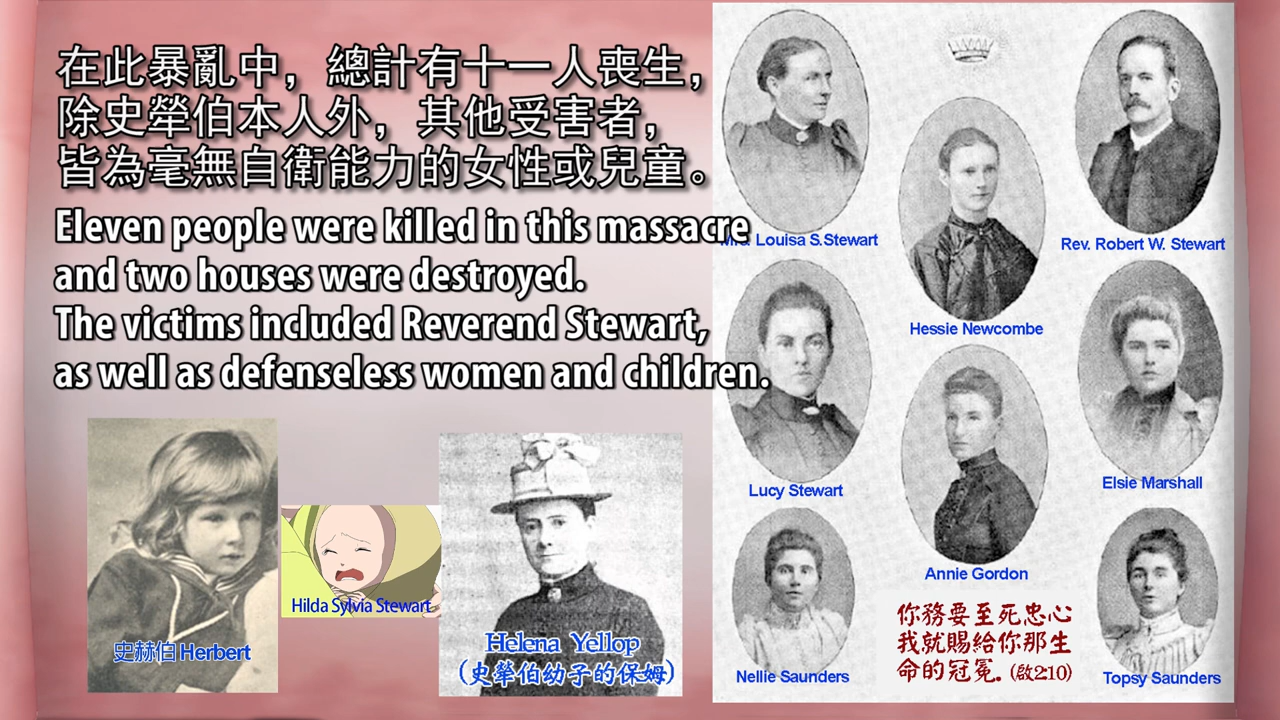 在此暴亂中，總計有十一人喪生，
除史犖伯本人外，其他受害者，
皆為毫無自衛能力的女性或兒童。
Eleven people were killed in this massacre
and two houses were destroyed.
The victims included Reverend Stewart,
as well as defenseless women and children.
史赫伯 Herbert
Hilda Sylvia Stewart
Helena Yellop
(史犖伯幼子的保姆)
Mrs. Louisa S.Stewart
Rev. Robert W. Stewart
Hessie Newcombe
Lucy Stewart
Elsie Marshall
Annie Gordon
Nellie Saunders
Topsy Saunders
你務要至死忠心
我就賜給你那生
命的冠冕. (啟2:10)